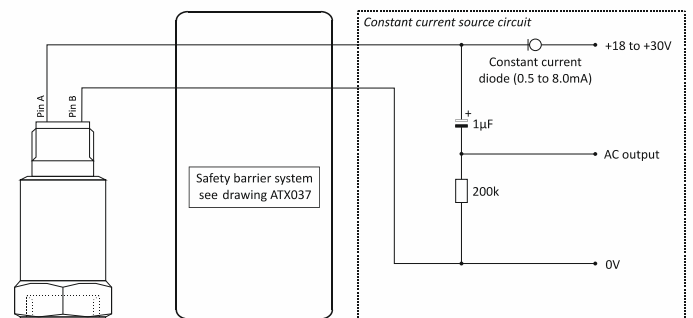 Constant current source circuit
+18 to +30V
Constant current
diode (0.5 to 8.0mA)
Pin A
Pin B
+
1µF
AC output
Safety barrier system
see drawing ATX037
200k
0V